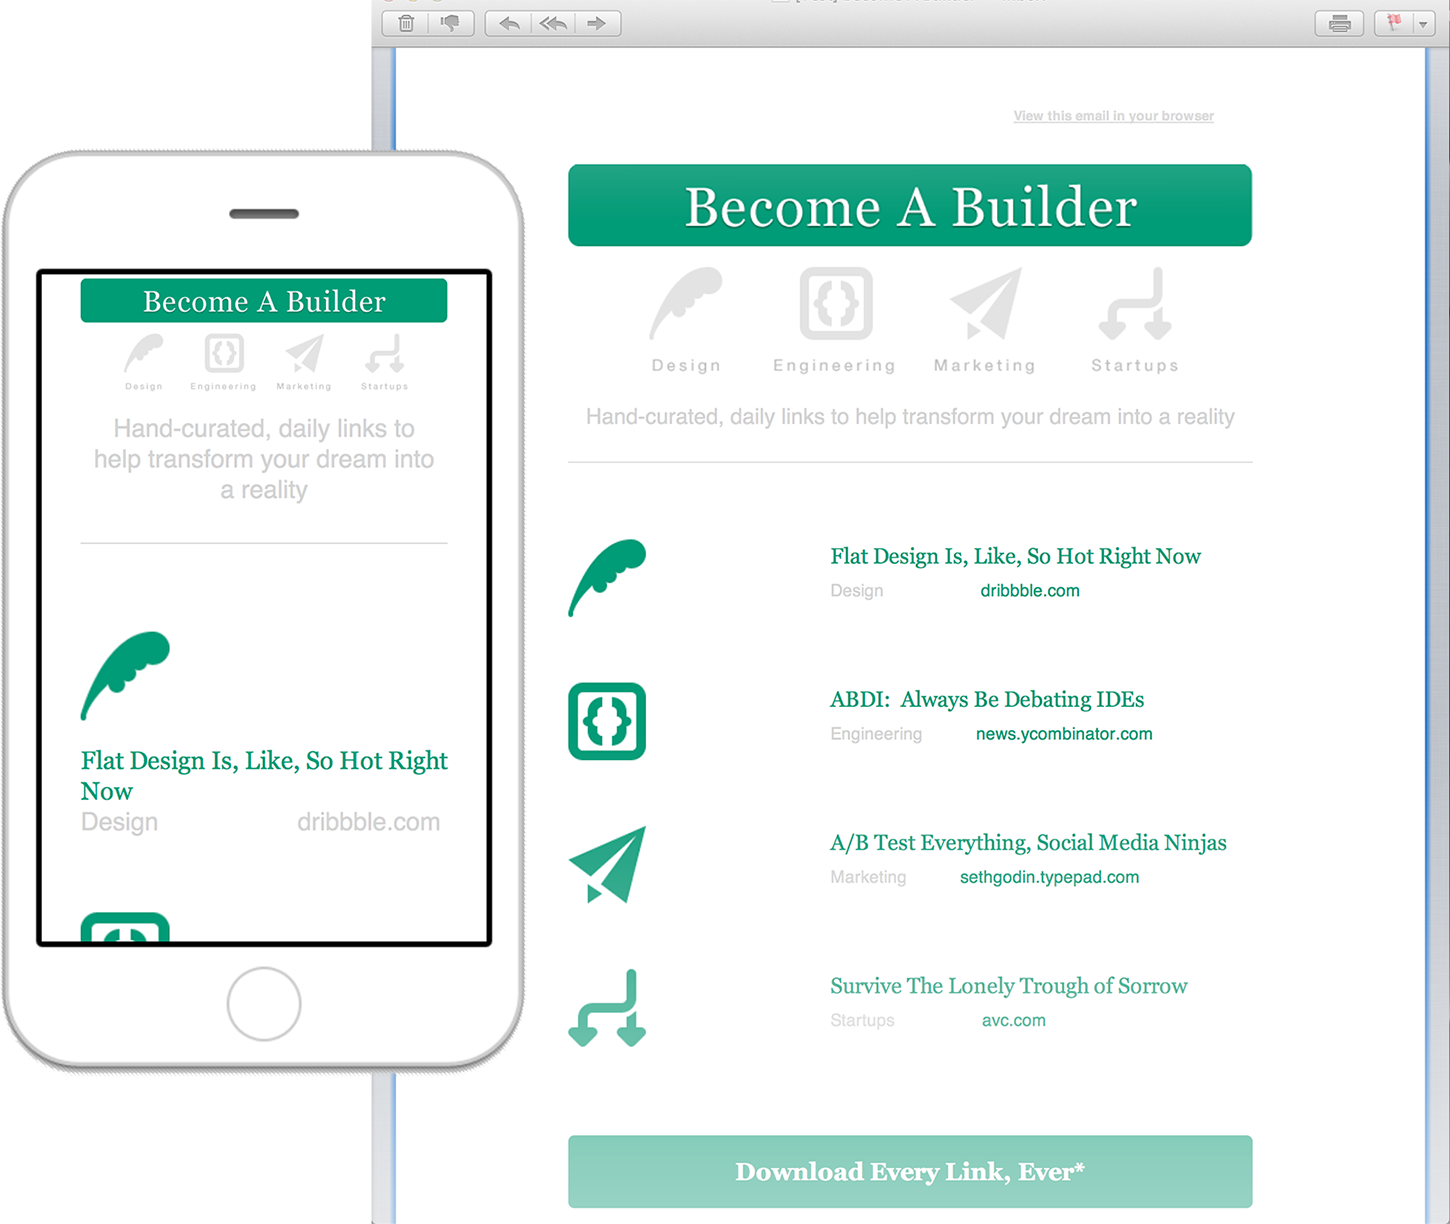 View this email in your browser
Become A Builder
Design Engineering Marketing Startups
Hand-curated, daily links to help transform your dream into a reality
Flat Design Is, Like, So Hot Right Now
Design dribbble.com
ABDI: Always Be Debating IDEs
Engineering news.ycombinator.com
A/B Test Everything, Social Media Ninjas
Marketing sethgodin.typepad.com
Survive The Lonely Trough of Sorrow
Startups avc.com
Download Every Link, Ever*
Become A Builder
Design Engineering Marketing Startups
Hand-curated, daily links to
help transform your dream into
a reality
Flat Design Is, Like, So Hot Right
Now
Design dribbble.com